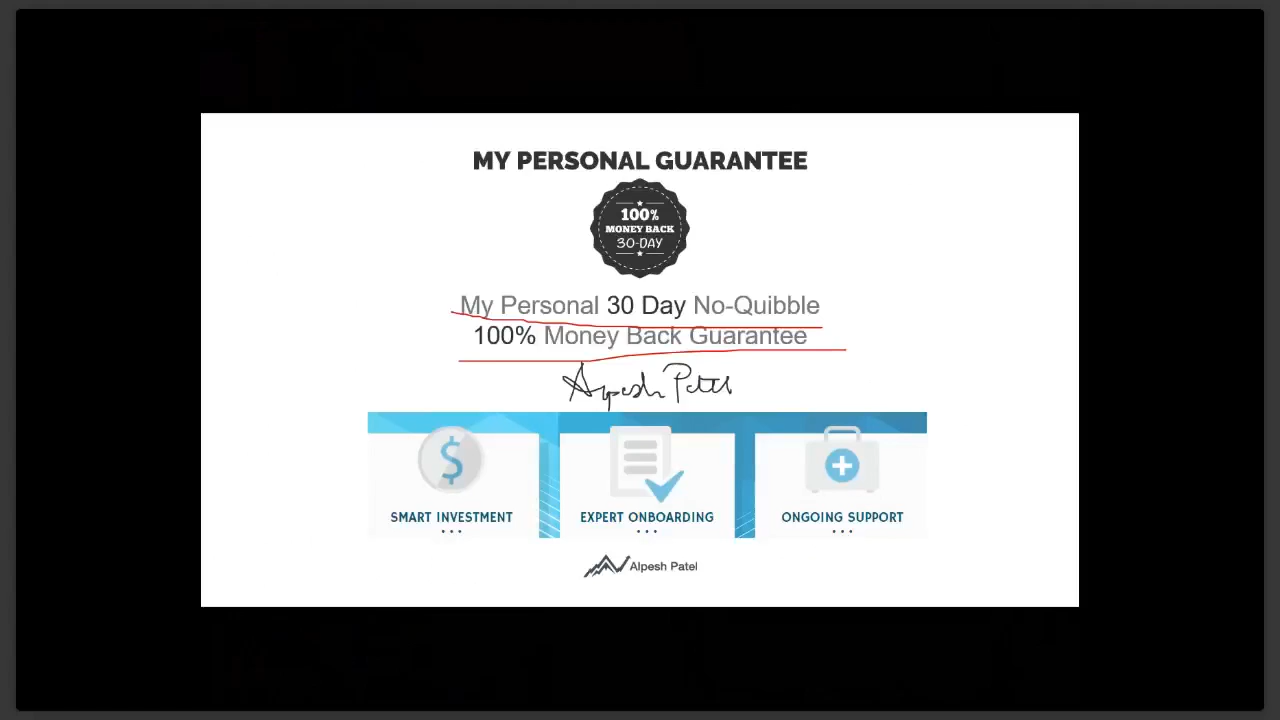 MY PERSONAL GUARANTEE
100%
MONEY BACK
30-DAY
My Personal 30 Day No-Quibble
100% Money Back Guarantee
Alpesh Patel
SMART INVESTMENT
EXPERT ONBOARDING
ONGOING SUPPORT
Alpesh Patel